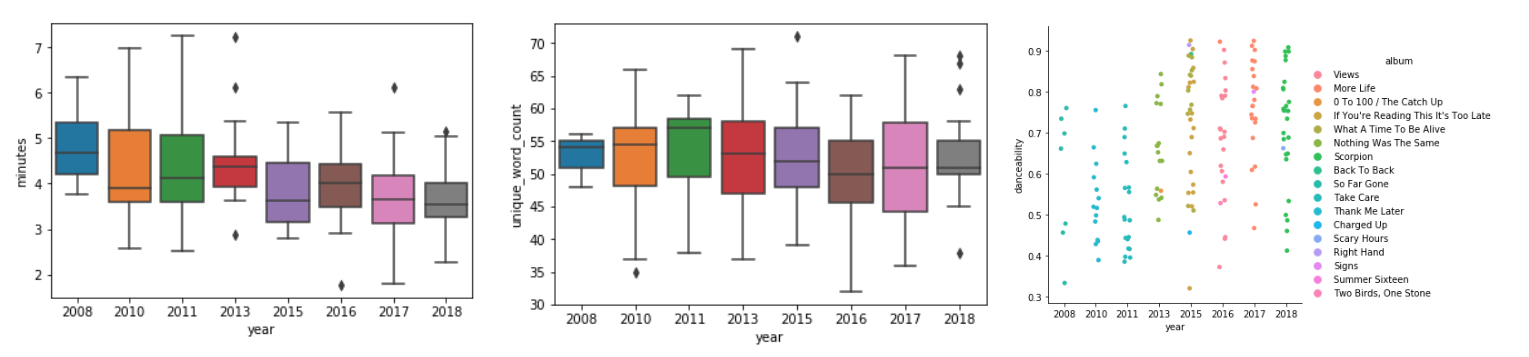 minutes
7
6
5
4
3
2
2008 2010 2011 2013 2015 2016 2017 2018
year
unique_word_count
70
65
60
55
50
45
40
35
30
2008 2010 2011 2013 2015 2016 2017 2018
year
danceability
0.9
0.8
0.7
0.6
0.5
0.4
0.3
2008 2010 2011 2013 2015 2016 2017 2018
year
album
Views
More Life
0 To 100 / The Catch Up
If You're Reading This It's Too Late
What A Time To Be Alive
Nothing Was The Same
Scorpion
Back To Back
So Far Gone
Take Care
Thank Me Later
Charged Up
Scary Hours
Right Hand
Signs
Summer Sixteen
Two Birds, One Stone